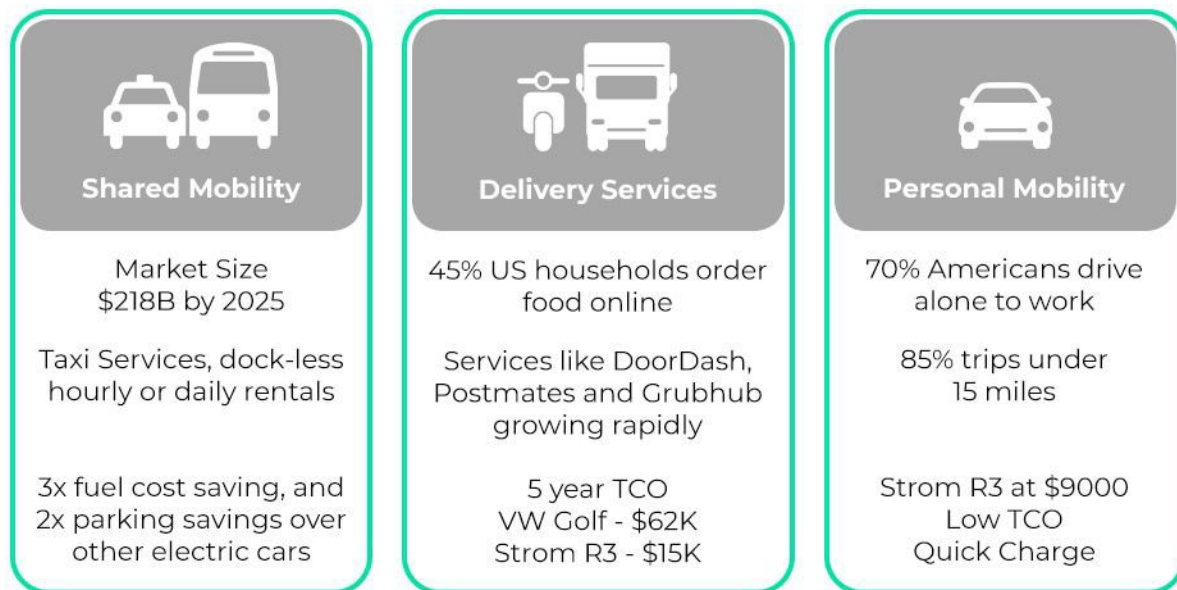 Shared Mobility
Market Size
$218B by 2025
Taxi Services, dock-less
hourly or daily rentals
3x fuel cost saving, and
2x parking savings over
other electric cars
Delivery Services
45% US households order
food online
Services like DoorDash,
Postmates and Grubhub
growing rapidly
5 year TCO
VW Golf - $62K
Strom R3 - $15K
Personal Mobility
70% Americans drive
alone to work
85% trips under
15 miles
Strom R3 at $9000
Low TCO
Quick Charge